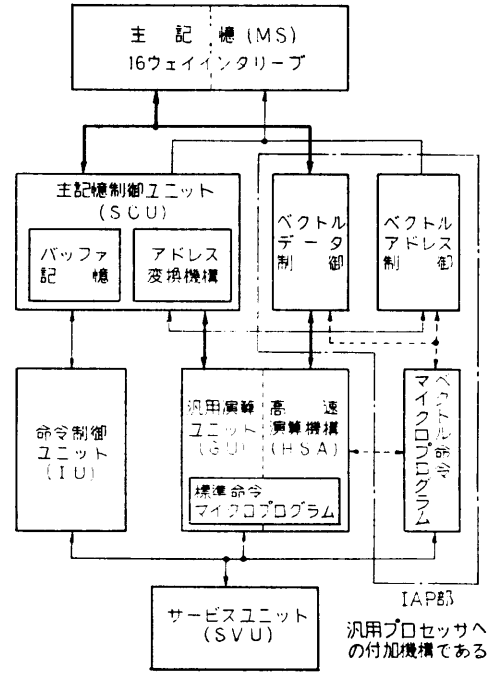 主記憶(MS)
16ウェイインタリーブ
主記憶制御ユニット
(SCU)
バッファ
記憶
アドレス
変換機構
ベクトル
データ
制御
ベクトル
アドレス
制御
命令制御
ユニット
(IU)
汎用演算
ユニット
(GU)
高速
演算機構
(HSA)
標準命令
マイクロプログラム
ベクトル命令
マイクロプログラム
サービスユニット
(SVU)
IAP部
汎用プロセッサへ
の付加機構である